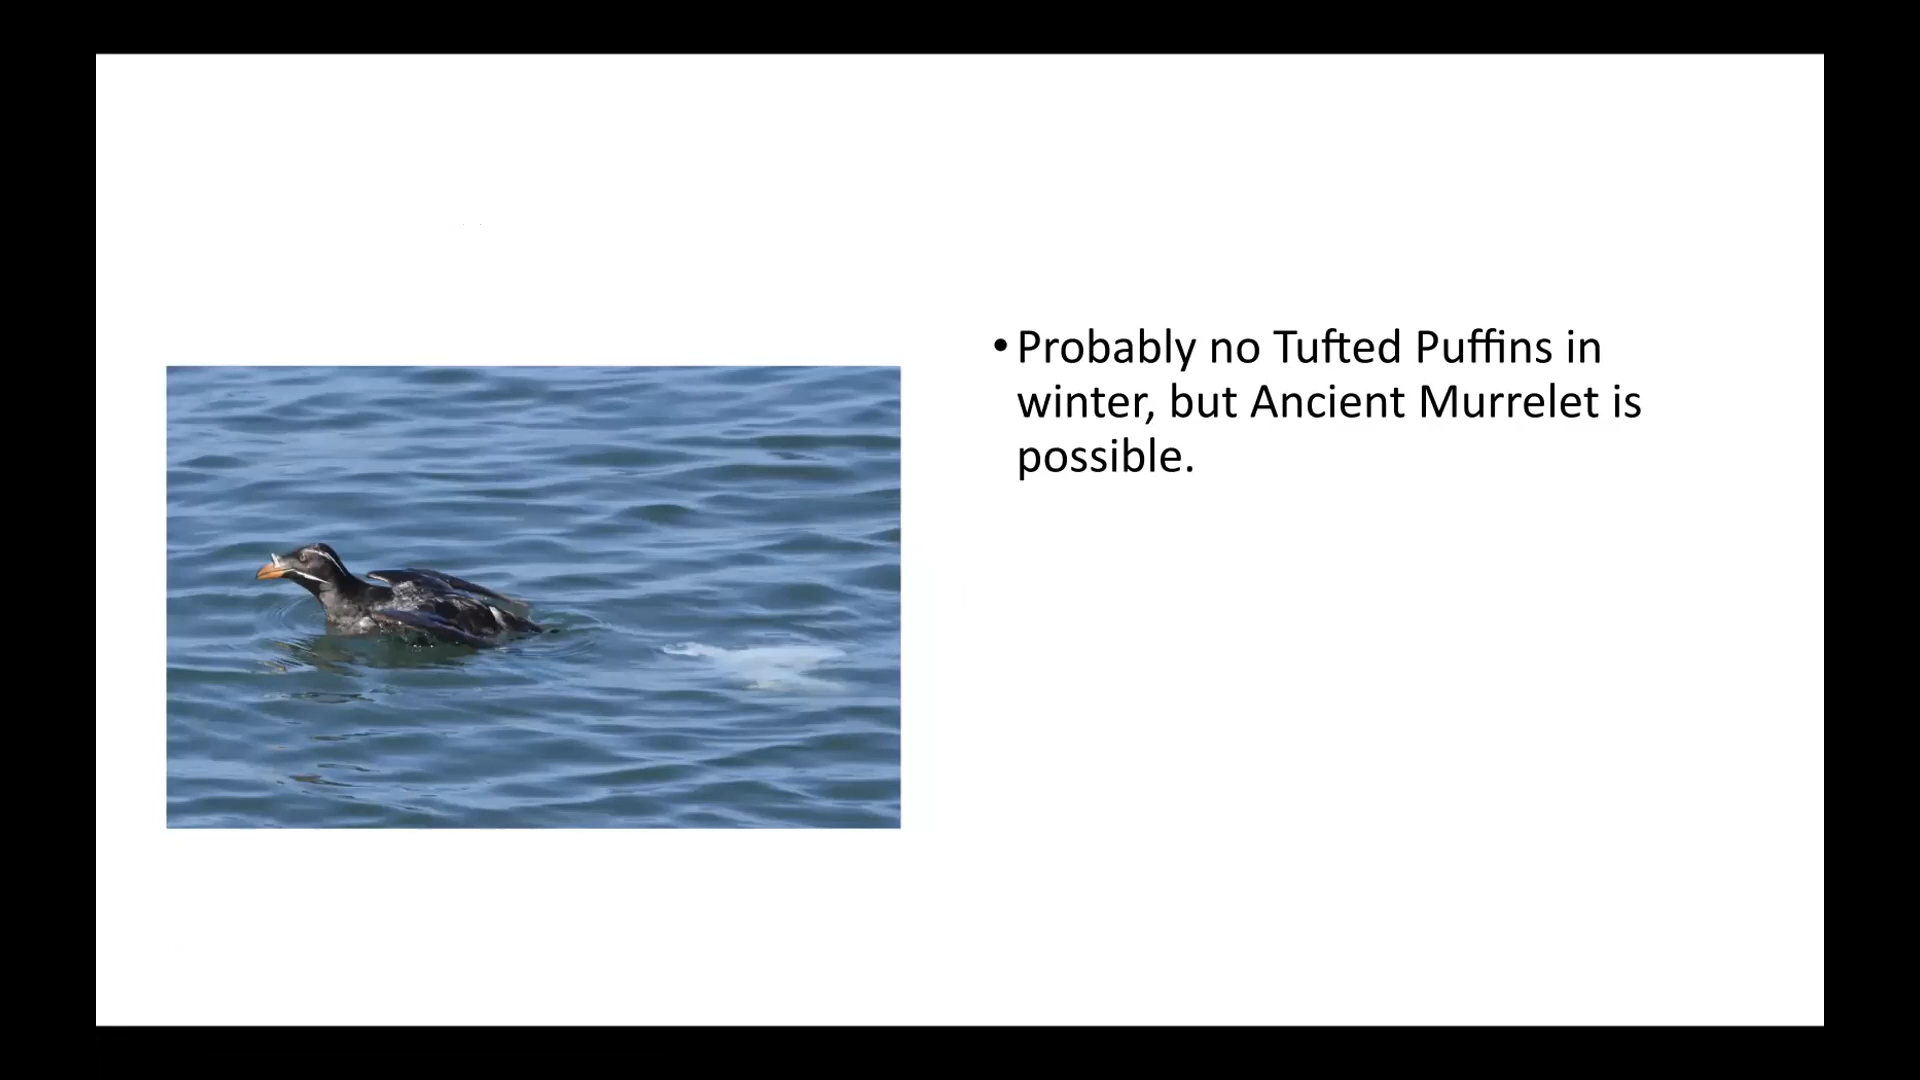 • Probably no Tufted Puffins in
winter, but Ancient Murrelet is
possible.